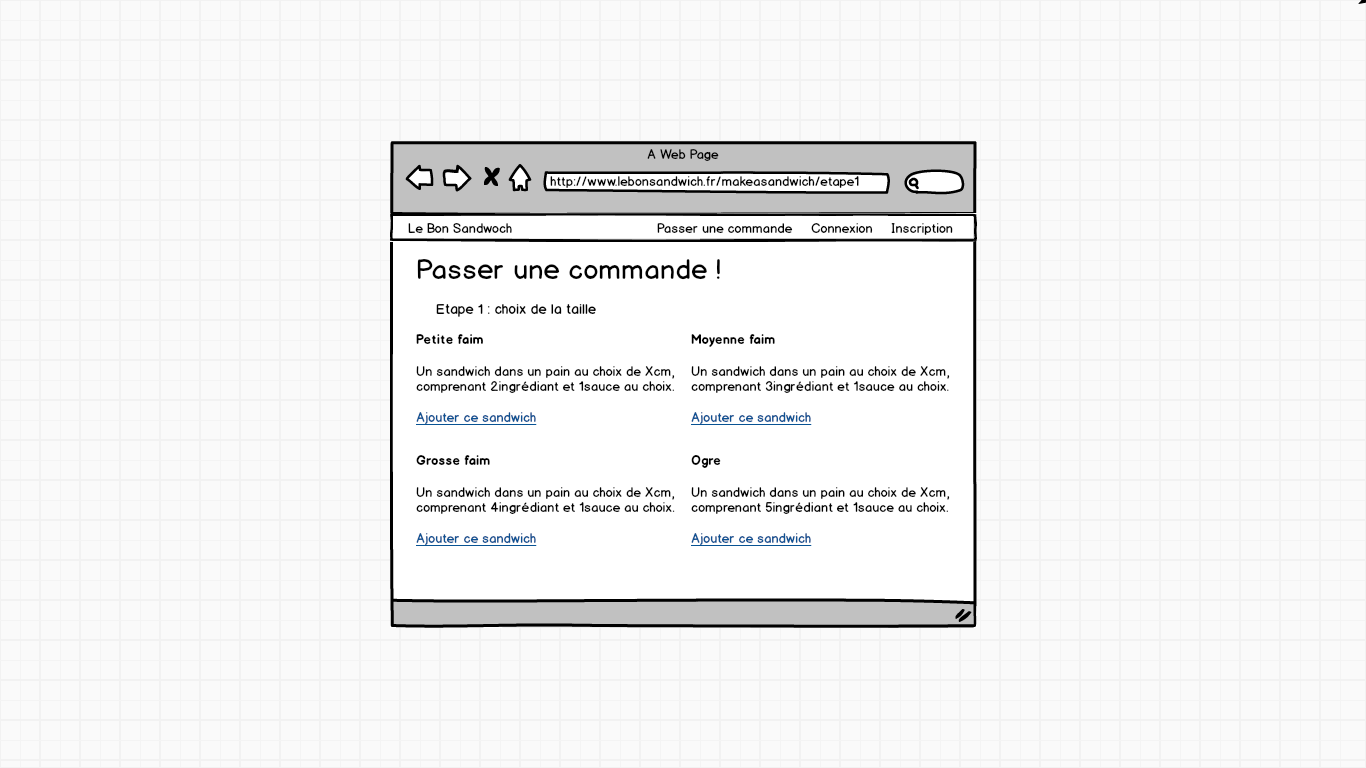 A Web Page
http://www.lebonsandwich.fr/makeasandwich/etape1
Le Bon Sandwoch
Passer une commande
Connexion
Inscription
Passer une commande !
Etape 1 : choix de la taille
Petite faim
Un sandwich dans un pain au choix de Xcm,
comprenant 2ingrédiant et 1sauce au choix.
Ajouter ce sandwich
Moyenne faim
Un sandwich dans un pain au choix de Xcm,
comprenant 3ingrédiant et 1sauce au choix.
Ajouter ce sandwich
Grosse faim
Un sandwich dans un pain au choix de Xcm,
comprenant 4ingrédiant et 1sauce au choix.
Ajouter ce sandwich
Ogre
Un sandwich dans un pain au choix de Xcm,
comprenant 5ingrédiant et 1sauce au choix.
Ajouter ce sandwich